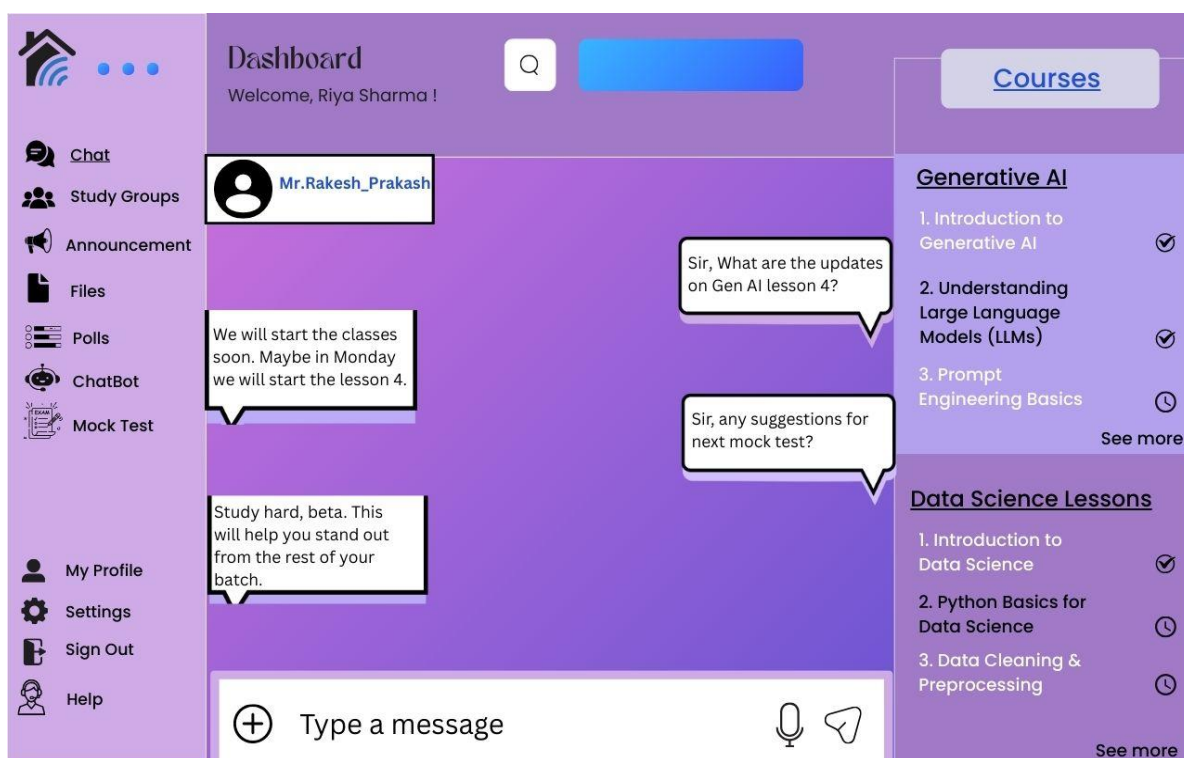 Dashboard
Welcome, Riya Sharma !
Courses
Chat
Study Groups
Announcement
Files
Polls
ChatBot
EXAM
Mock Test
My Profile
Settings
Sign Out
Help
Mr.Rakesh_Prakash
Sir, What are the updates
on Gen AI lesson 4?
We will start the classes
soon. Maybe in Monday
we will start the lesson 4.
Sir, any suggestions for
next mock test?
Study hard, beta. This
will help you stand out
from the rest of your
batch.
Type a message
Generative AI
1. Introduction to
Generative AI
2. Understanding
Large Language
Models (LLMs)
3. Prompt
Engineering Basics
See more
Data Science Lessons
1. Introduction to
Data Science
2. Python Basics for
Data Science
3. Data Cleaning &
Preprocessing
See more